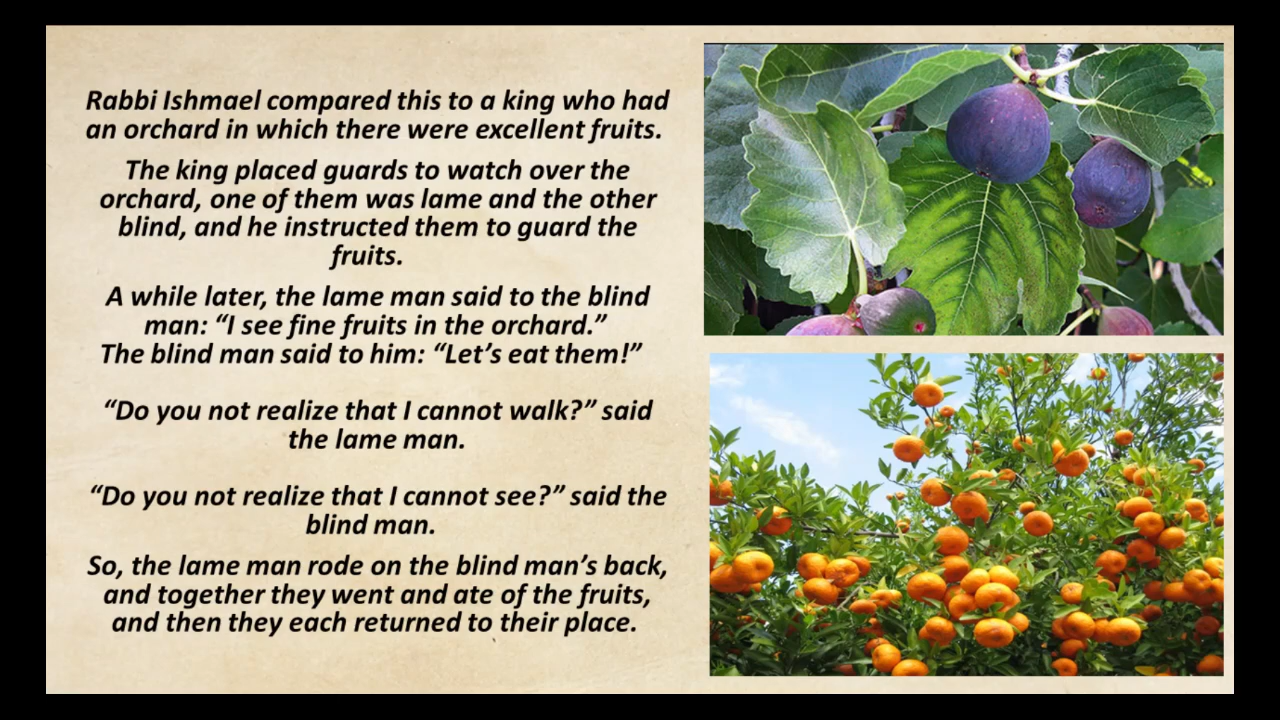 Rabbi Ishmael compared this to a king who had
an orchard in which there were excellent fruits.
The king placed guards to watch over the
orchard, one of them was lame and the other
blind, and he instructed them to guard the
fruits.
A while later, the lame man said to the blind
man: “I see fine fruits in the orchard.”
The blind man said to him: “Let’s eat them!”
“Do you not realize that I cannot walk?” said
the lame man.
“Do you not realize that I cannot see?” said the
blind man.
So, the lame man rode on the blind man’s back,
and together they went and ate of the fruits,
and then they each returned to their place.